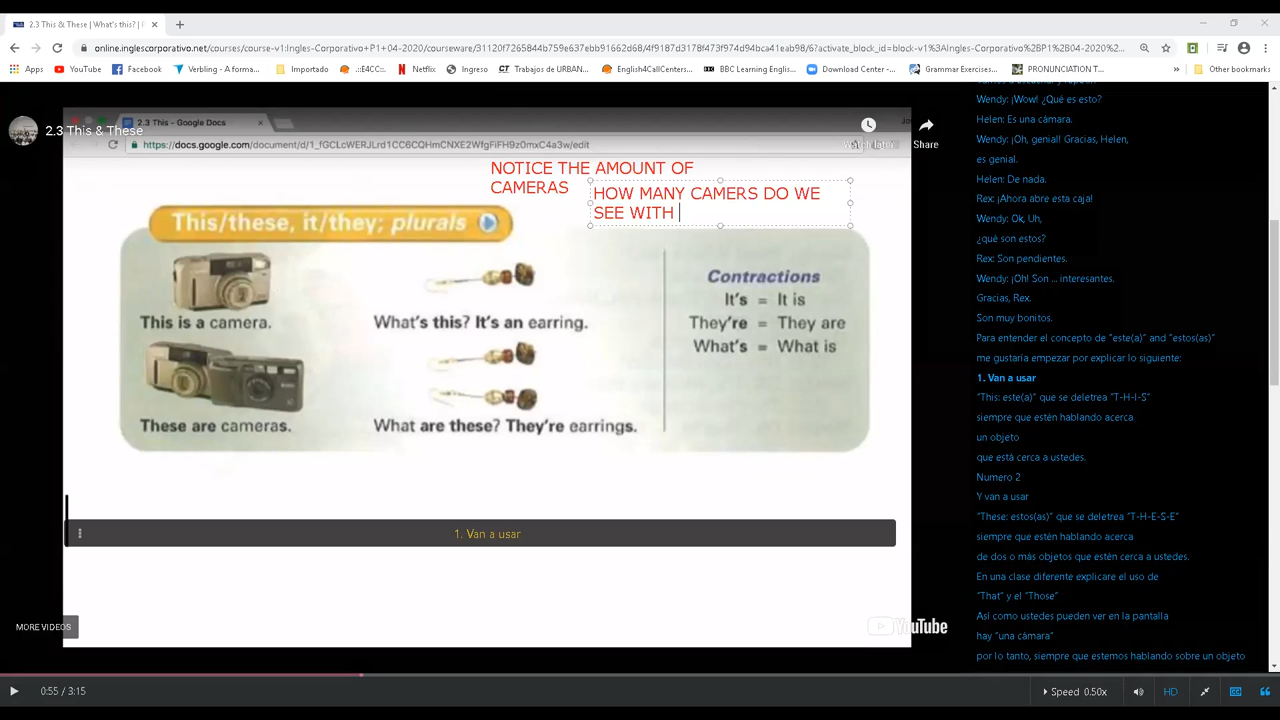 2.3 This & These | What's this? | F
online.inglescorporativo.net/courses/course-v1:Ingles-Corporativo+P1+04-2020/courseware/31120f7265844b759e637ebb91662d68/4f9187d3178f473f974d94bca41eab98/6?activate_block_id=block-v1%3AIngles-Corporativo%2BP1%2B04-2020%2...
Apps YouTube Facebook Verbling - A forma... Importado .::E4CC::. Netflix Ingreso Trabajos de URBAN... English4CallCenters... BBC Learning English... Download Center -... Grammar Exercises... PRONUNCIATION T... » Other bookmarks
2.3 This - Google Docs
2.3 This & These
https://docs.google.com/document/d/1_fGCLcWERJLrd1CC6CQHmCNXE2WfgFiFH9z0mxC4a3w/edit
Share
NOTICE THE AMOUNT OF
CAMERAS
HOW MANY CAMERS DO WE
SEE WITH
This/these, it/they; plurals
This is a camera.
These are cameras.
What's this? It's an earring.
What are these? They're earrings.
Contractions
It's = It is
They're = They are
What's = What is
1. Van a usar
MORE VIDEOS
YouTube
Wendy: ¡Wow! ¿Qué es esto?
Helen: Es una cámara.
Wendy: ¡Oh, genial! Gracias, Helen,
es genial.
Helen: De nada.
Rex: ¡Ahora abre esta caja!
Wendy: Ok, Uh,
¿qué son estos?
Rex: Son pendientes.
Wendy: ¡Oh! Son ... interesantes.
Gracias, Rex.
Son muy bonitos.
Para entender el concepto de "este(a)" and "estos(as)"
me gustaría empezar por explicar lo siguiente:
1. Van a usar
"This: este(a)" que se deletrea "T-H-I-S"
siempre que estén hablando acerca
un objeto
que está cerca a ustedes.
Numero 2
Y van a usar
"These: estos(as)" que se deletrea "T-H-E-S-E"
siempre que estén hablando acerca
de dos o más objetos que estén cerca a ustedes.
En una clase diferente explicaré el uso de
"That" y el "Those"
Así como ustedes pueden ver en la pantalla
hay "una cámara"
por lo tanto, siempre que estemos hablando sobre un objeto
0:55 / 3:15
Speed 0.50x
HD